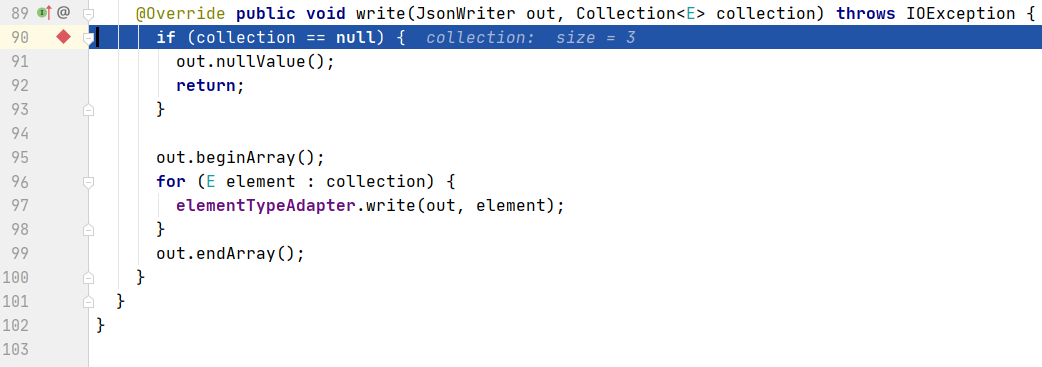 89 @ @Override public void write(JsonWriter out, Collection<E> collection) throws IOException {
90 if (collection == null) { collection: size = 3
91 out.nullValue();
92 return;
93 }
94
95 out.beginArray();
96 for (E element : collection) {
97 elementTypeAdapter.write(out, element);
98 }
99 out.endArray();
100 }
101 }
102 }
103